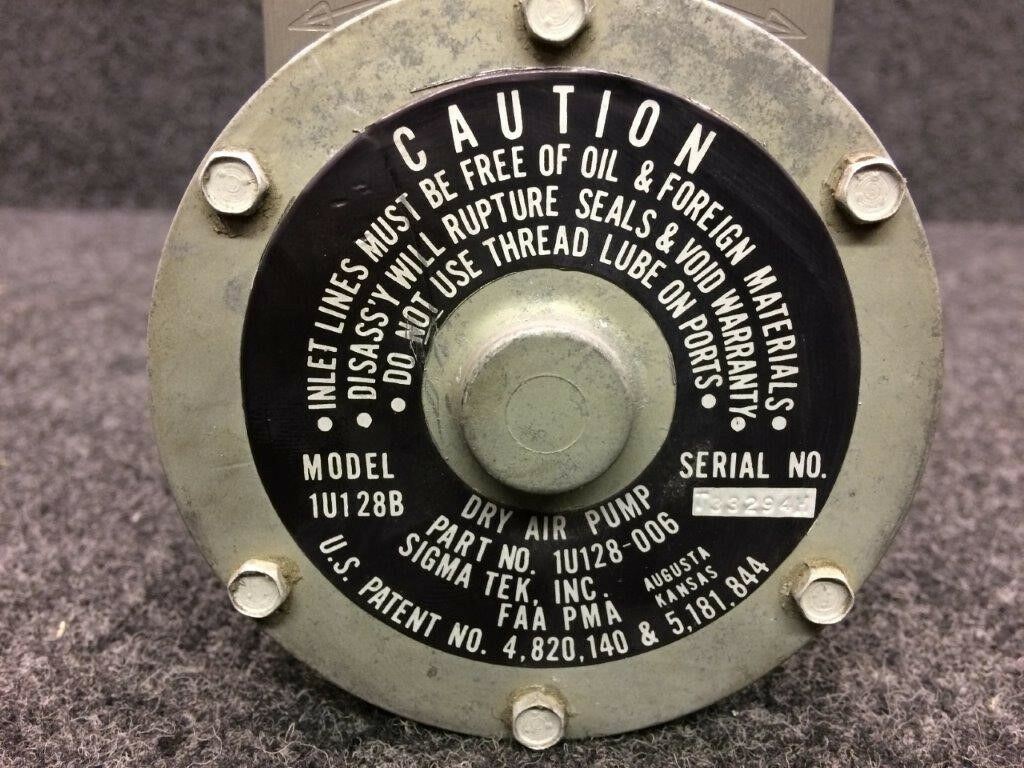 CAUTION
• INLET LINES MUST BE FREE OF OIL & FOREIGN MATERIALS •
• DISASS'Y WILL RUPTURE SEALS & VOID WARRANTY •
• DO NOT USE THREAD LUBE ON PORTS •
MODEL
1U128B
SERIAL NO.
DRY AIR PUMP
PART NO. 1U128-006
SIGMA TEK, INC.
AUGUSTA
KANSAS
FAA PMA
U.S. PATENT NO. 4,820,140 & 5,181,844